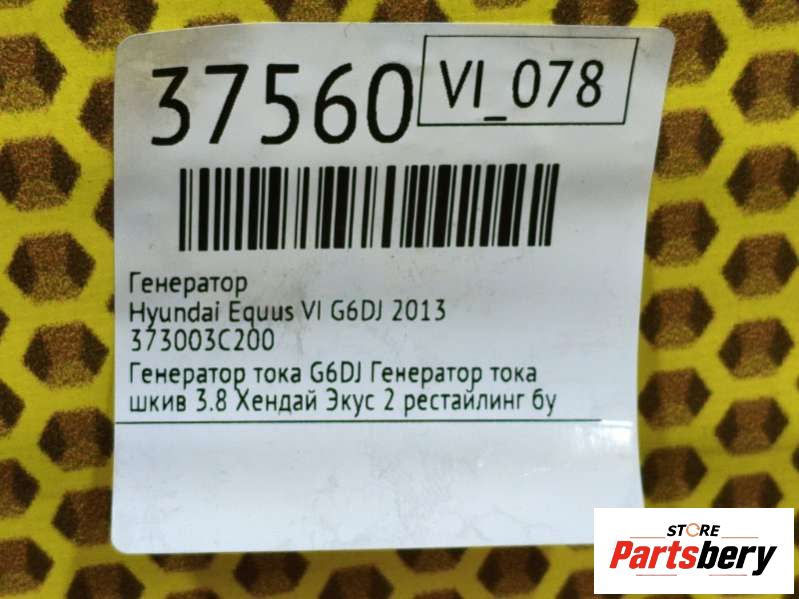 37560
VI_078
Генератор
Hyundai Equus VI G6DJ 2013
373003C200
Генератор тока G6DJ Генератор тока
шкив 3.8 Хендай Экус 2 рестайлинг бу
STORE
Partsbery